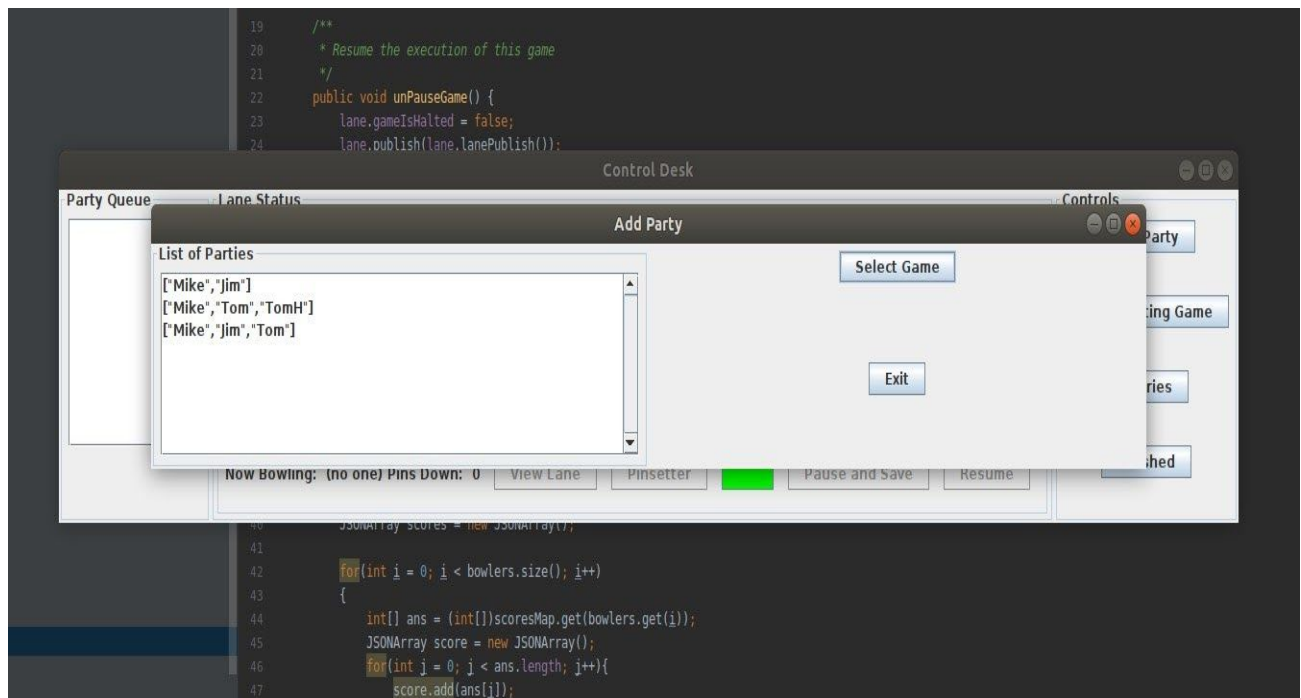 19 /**
20 * Resume the execution of this game
21 */
22 public void unPauseGame() {
23 lane.gameIsHalted = false;
24 lane.publish(lane.lanePublish());
Control Desk
Party Queue Lane Status Controls
Add Party
Party
List of Parties
Select Game
["Mike","Jim"]
["Mike","Tom","TomH"]
["Mike","Jim","Tom"]
ing Game
Exit
ries
shed
Now Bowling: (no one) Pins Down: 0 View Lane Pinsetter Pause and Save Resume
40 JSONArray scores = new JSONArray();
41
42 for(int i = 0; i < bowlers.size(); i++)
43 {
44 int[] ans = (int[])scoresMap.get(bowlers.get(i));
45 JSONArray score = new JSONArray();
46 for(int j = 0; j < ans.length; j++){
47 score.add(ans[j]);